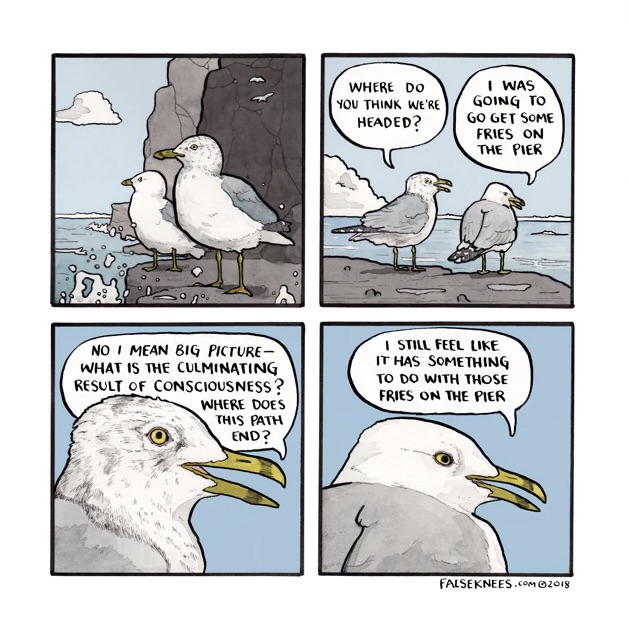 WHERE DO
YOU THINK WE'RE
HEADED?
I WAS
GOING TO
GO GET SOME
FRIES ON
THE PIER
NO I MEAN BIG PICTURE—
WHAT IS THE CULMINATING
RESULT OF CONSCIOUSNESS?
WHERE DOES
THIS PATH
END?
I STILL FEEL LIKE
IT HAS SOMETHING
TO DO WITH THOSE
FRIES ON THE PIER
FALSEKNEES.COM©2018